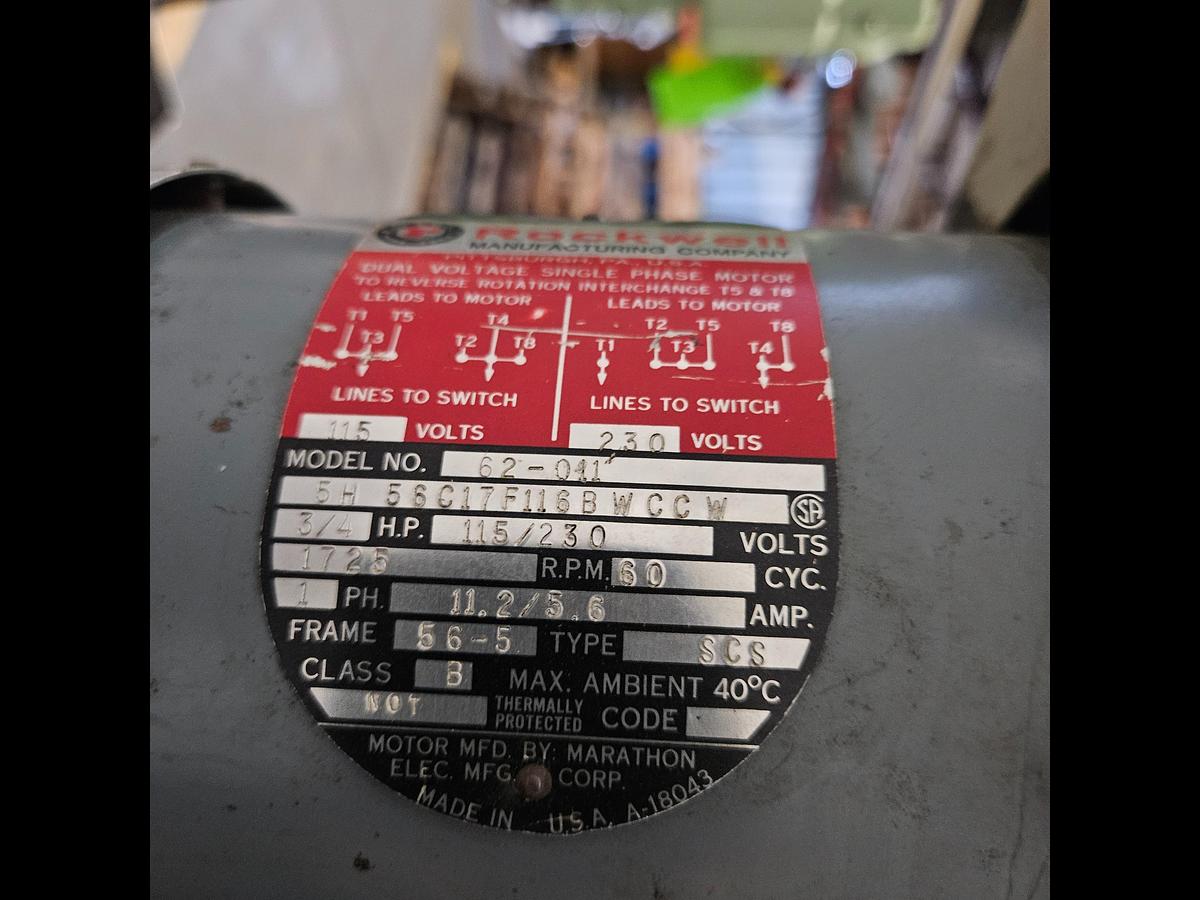 Rockwell
MANUFACTURING COMPANY
PITTSBURGH, PA., U.S.A.
DUAL VOLTAGE SINGLE PHASE MOTOR
TO REVERSE ROTATION INTERCHANGE T5 & T8
LEADS TO MOTOR LEADS TO MOTOR
T1 T5 T4 T2 T5 T8
T3 T2 T8 T1 T3 T4
LINES TO SWITCH LINES TO SWITCH
115 VOLTS 230 VOLTS
MODEL NO. 62-041
5H 56C17F116B W CCW SA
3/4 H.P. 115/230 VOLTS
1725 R.P.M. 60 CYC.
1 PH. 11.2/5.6 AMP.
FRAME 56-5 TYPE SCS
CLASS B MAX. AMBIENT 40°C
NOT THERMALLY PROTECTED CODE
MOTOR MFD. BY: MARATHON
ELEC. MFG. CORP.
MADE IN U.S.A. A-18043